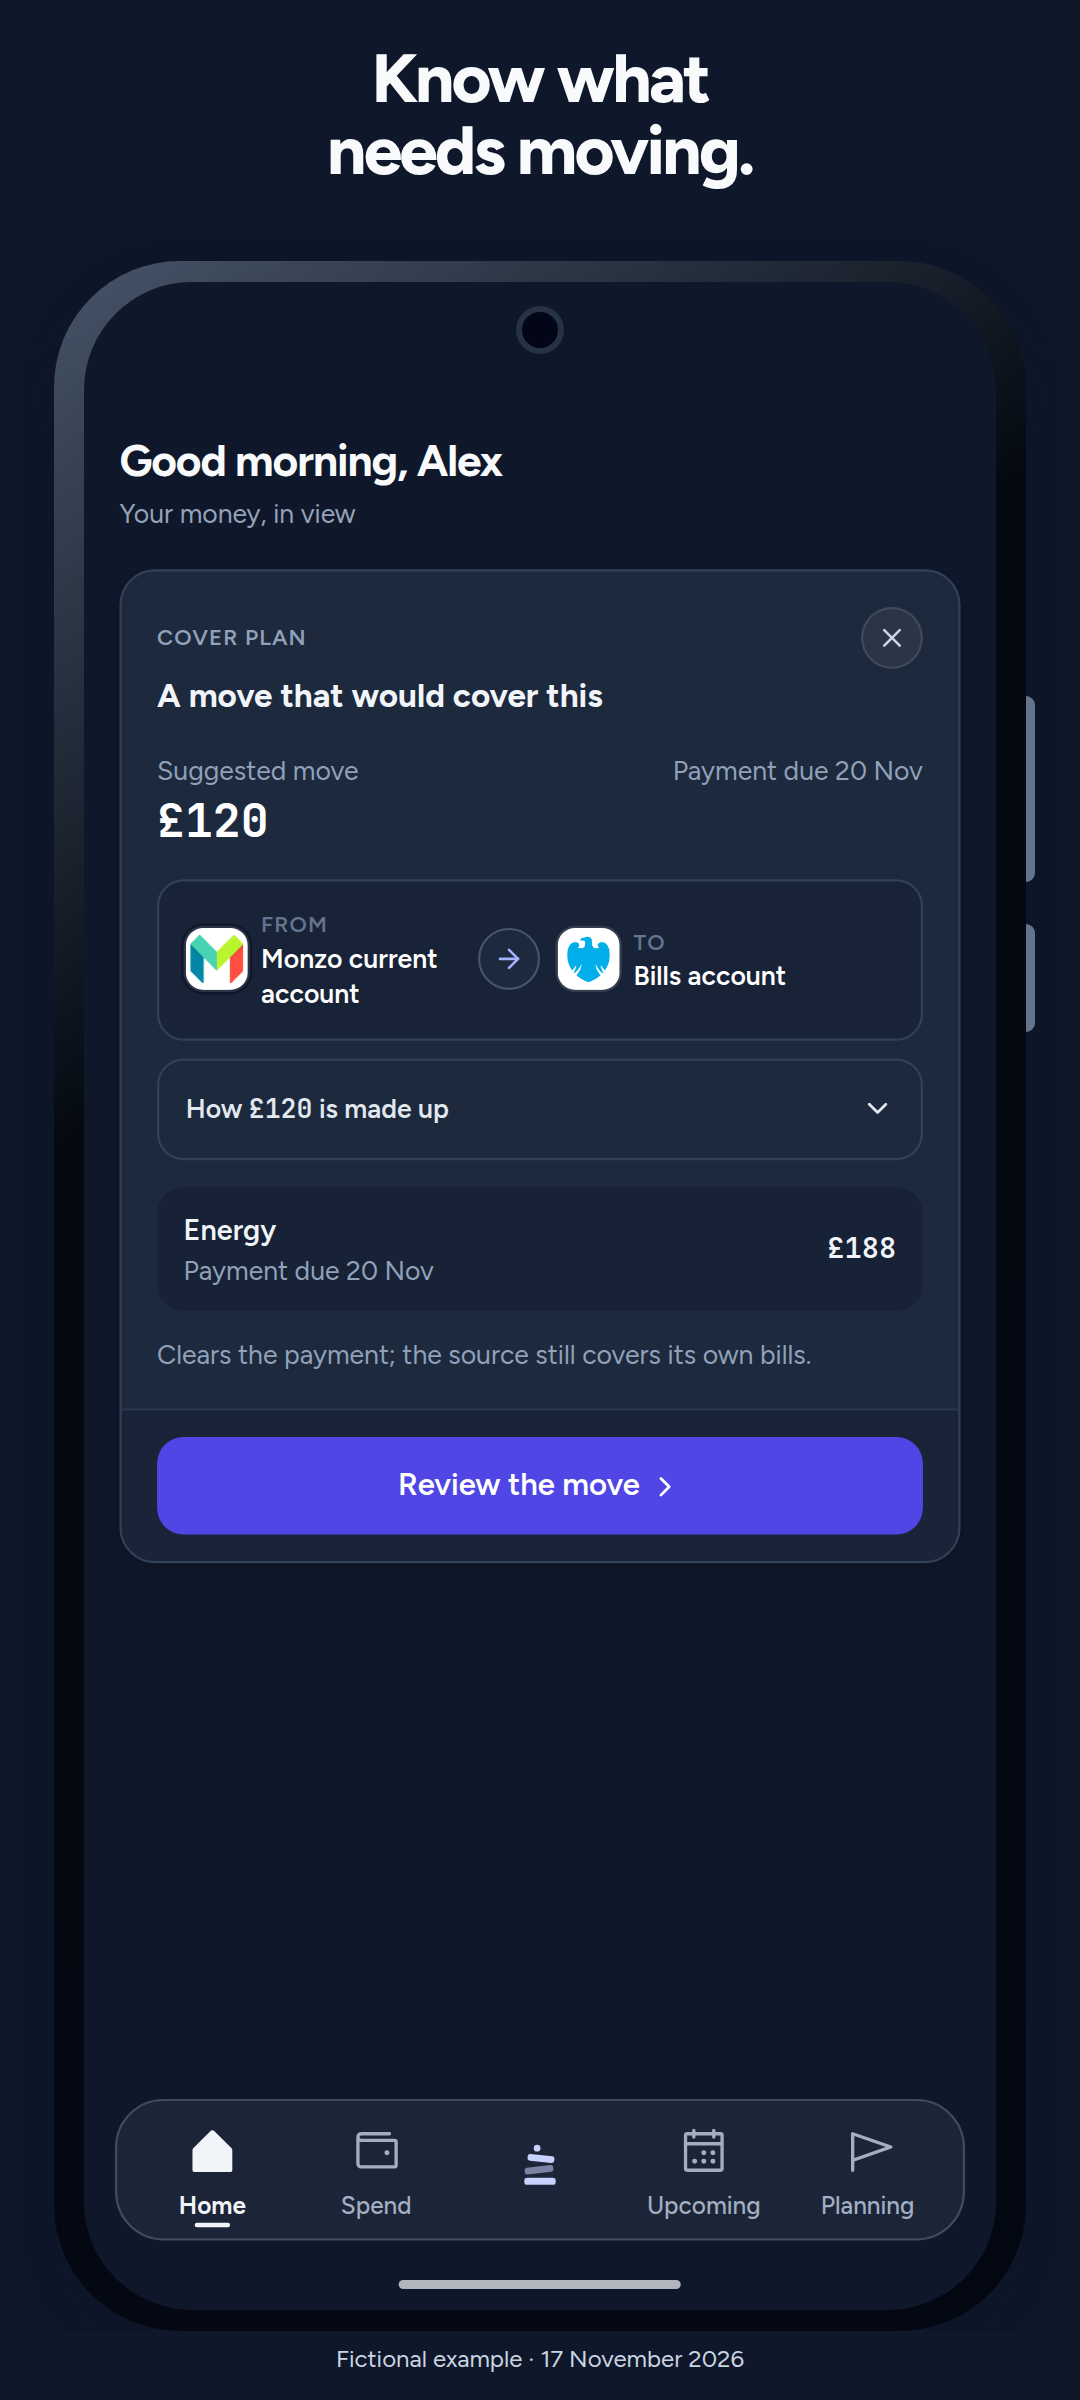 Know what
needs moving.
Good morning, Alex
Your money, in view
COVER PLAN
A move that would cover this
Suggested move
Payment due 20 Nov
£120
FROM
Monzo current
account
TO
Bills account
How £120 is made up
Energy
Payment due 20 Nov
£188
Clears the payment; the source still covers its own bills.
Review the move
Home
Spend
Upcoming
Planning
Fictional example · 17 November 2026